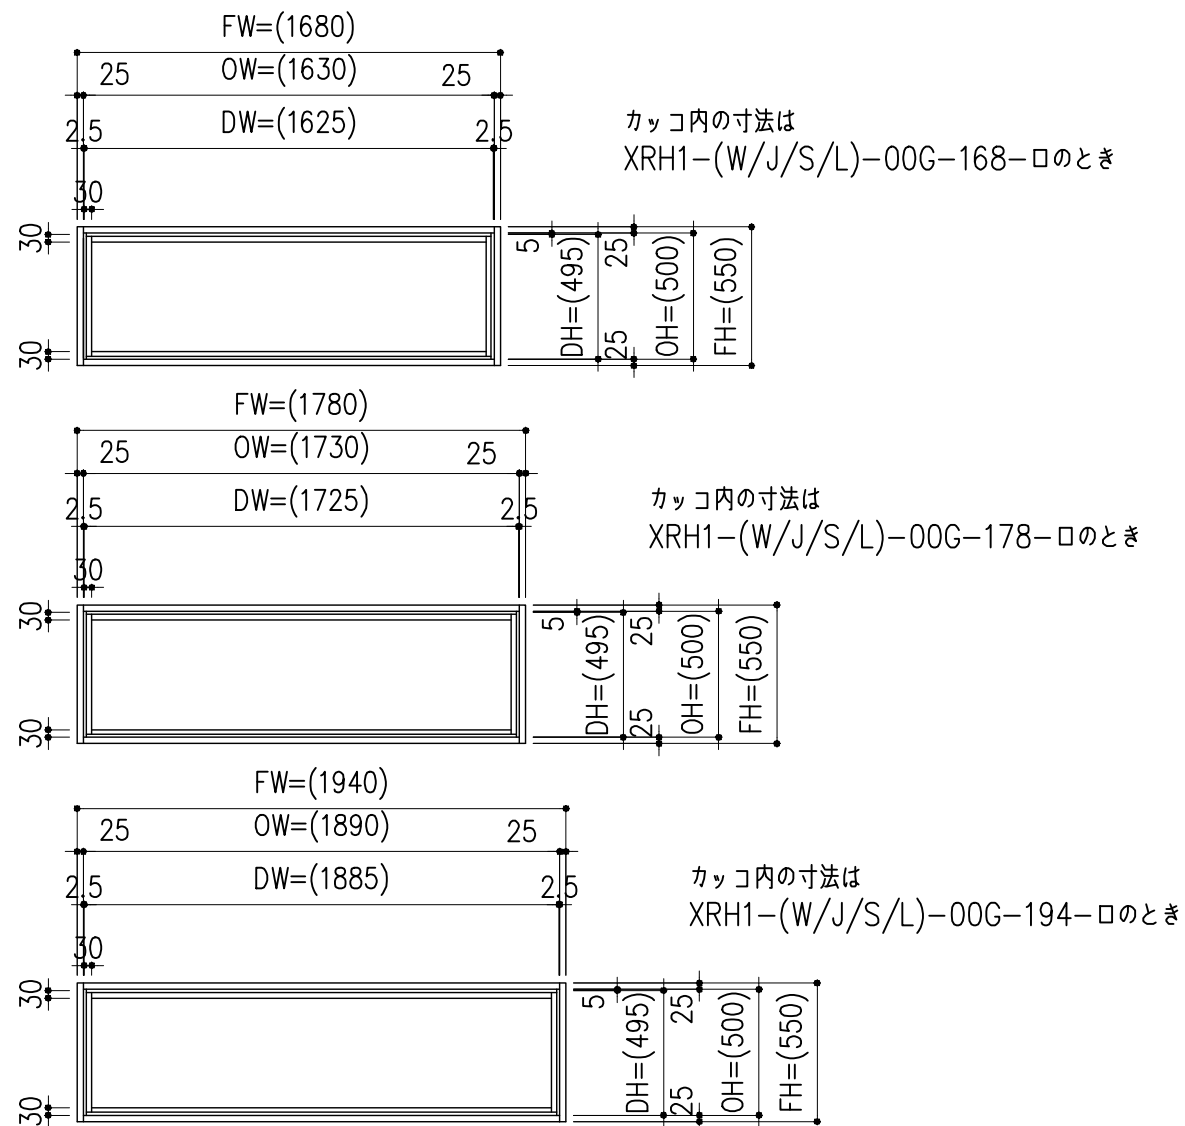 FW=(1680)
25
OW=(1630)
25
2.5
DW=(1625)
2.5
カッコ内の寸法は
XRH1-(W/J/S/L)-00G-168-口のとき
30
30
5
DH=(495)
25
OH=(500)
FH=(550)
30
25
FW=(1780)
25
OW=(1730)
25
2.5
DW=(1725)
2.5
カッコ内の寸法は
XRH1-(W/J/S/L)-00G-178-口のとき
30
30
5
DH=(495)
25
OH=(500)
FH=(550)
30
25
FW=(1940)
25
OW=(1890)
25
2.5
DW=(1885)
2.5
カッコ内の寸法は
XRH1-(W/J/S/L)-00G-194-口のとき
30
30
5
DH=(495)
25
OH=(500)
FH=(550)
30
25